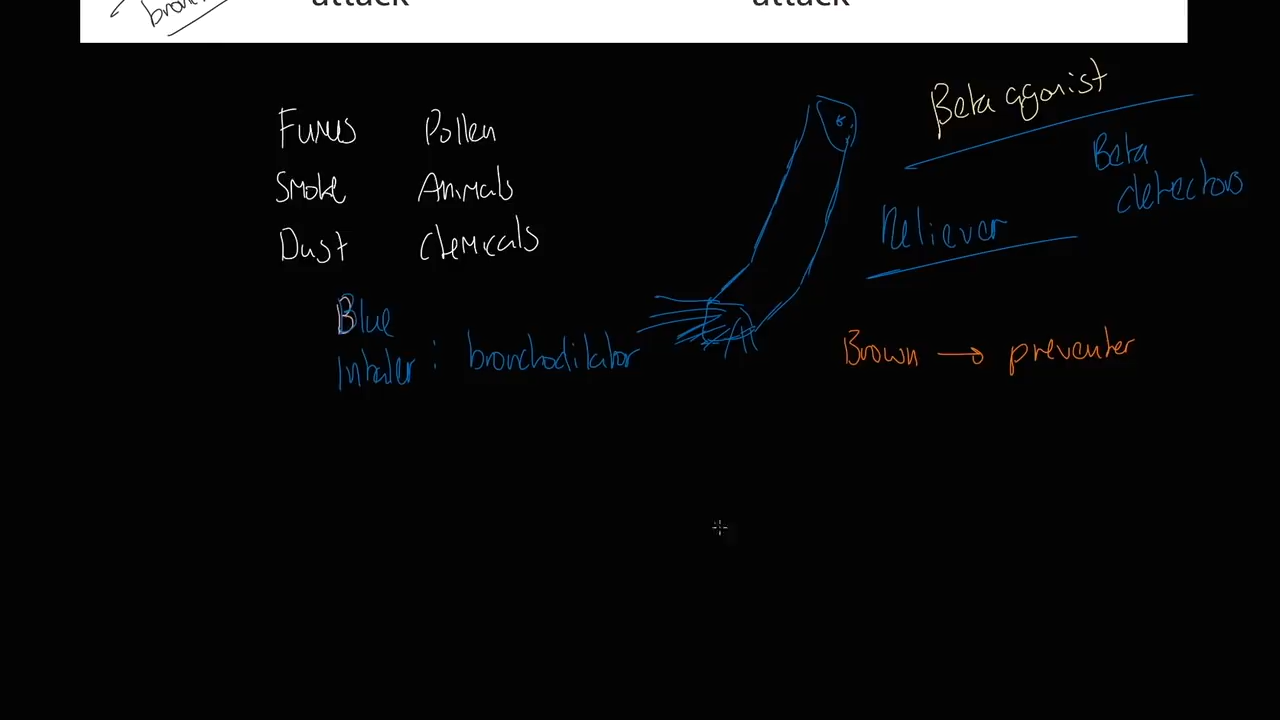 attack attack
Fumes Pollen
Smoke Animals
Dust Chemicals
Blue
Inhaler : bronchodilator
Beta agonist
Beta
detectors
Reliever
Brown → preventer